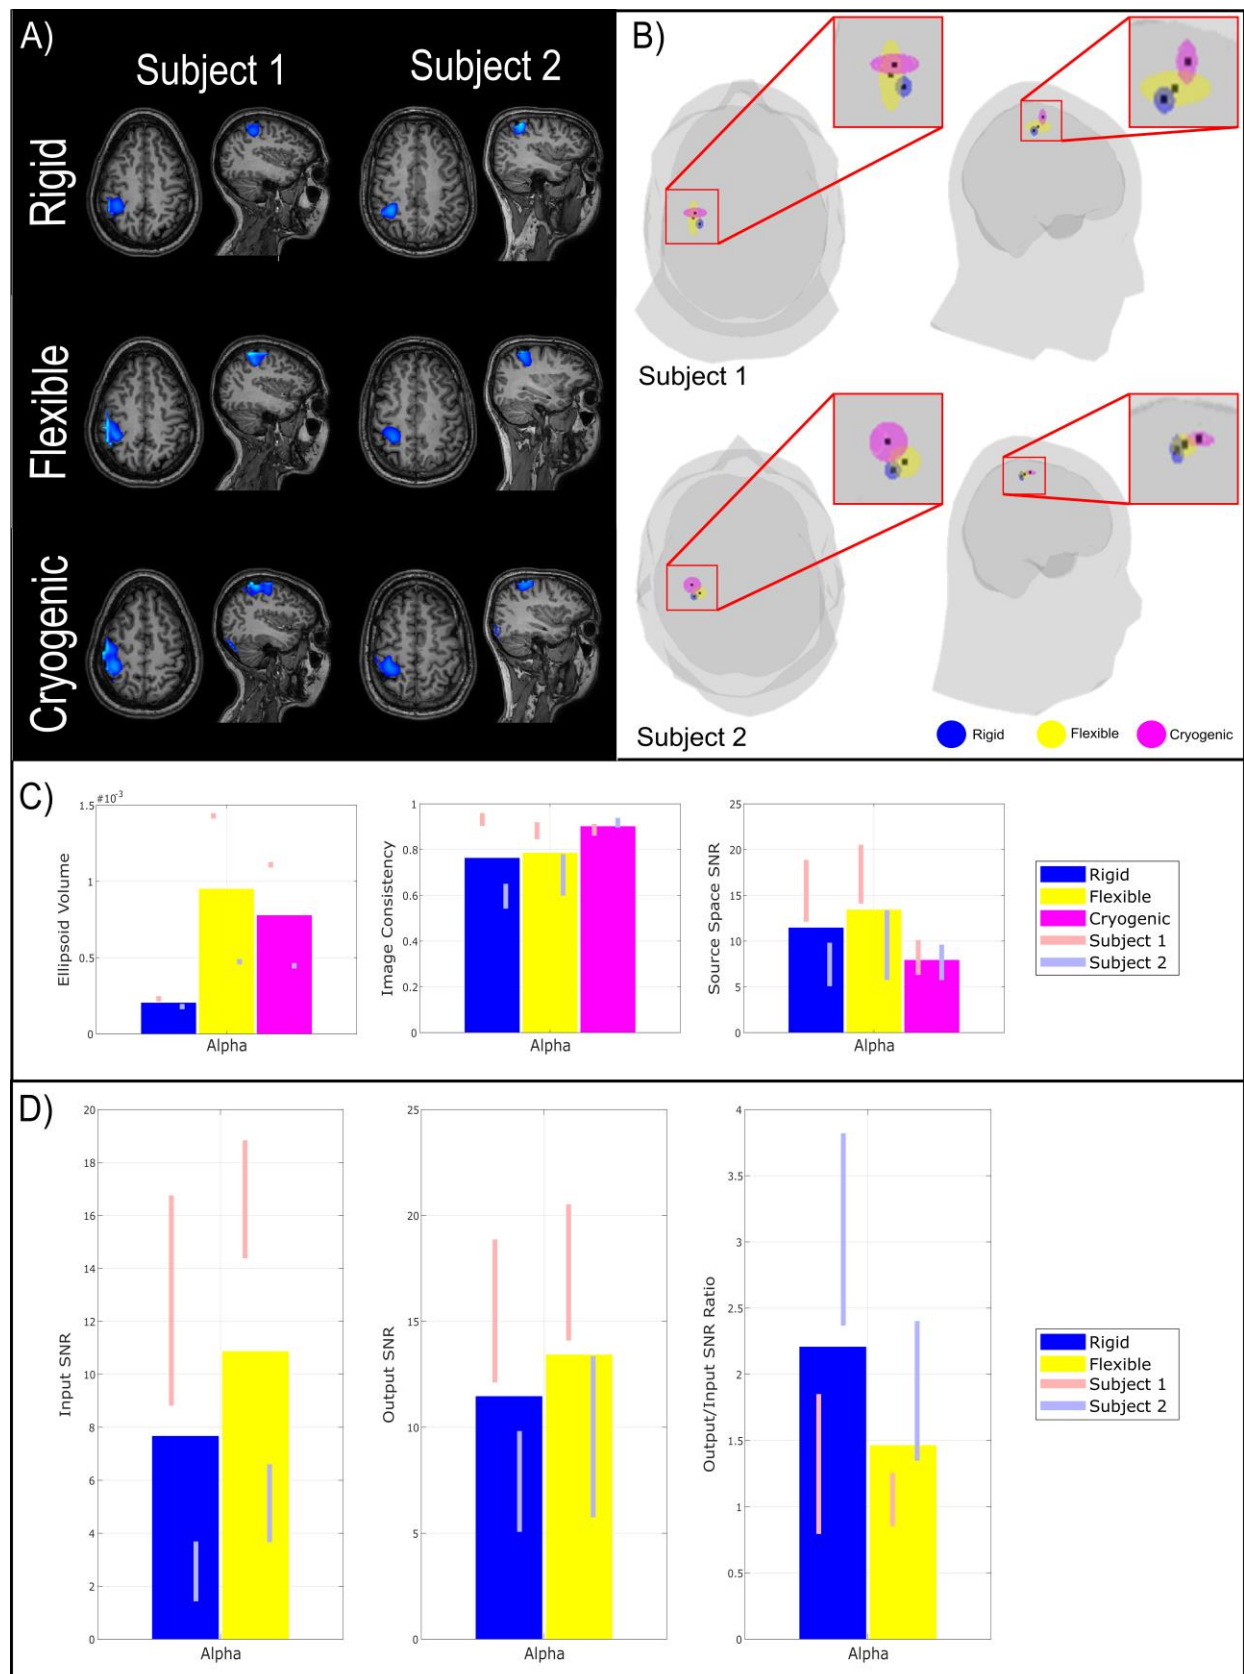 A)
Subject 1
Subject 2
Rigid
Flexible
Cryogenic
B)
Subject 1
Subject 2
Rigid
Flexible
Cryogenic
C)
#10⁻³
1.5
1
0.5
0
Ellipsoid Volume
Alpha
1
0.8
0.6
0.4
0.2
0
Image Consistency
Alpha
25
20
15
10
5
0
Source Space SNR
Alpha
Rigid
Flexible
Cryogenic
Subject 1
Subject 2
D)
20
18
16
14
12
10
8
6
4
2
0
Input SNR
Alpha
25
20
15
10
5
0
Output SNR
Alpha
4
3.5
3
2.5
2
1.5
1
0.5
0
Output/Input SNR Ratio
Alpha
Rigid
Flexible
Subject 1
Subject 2